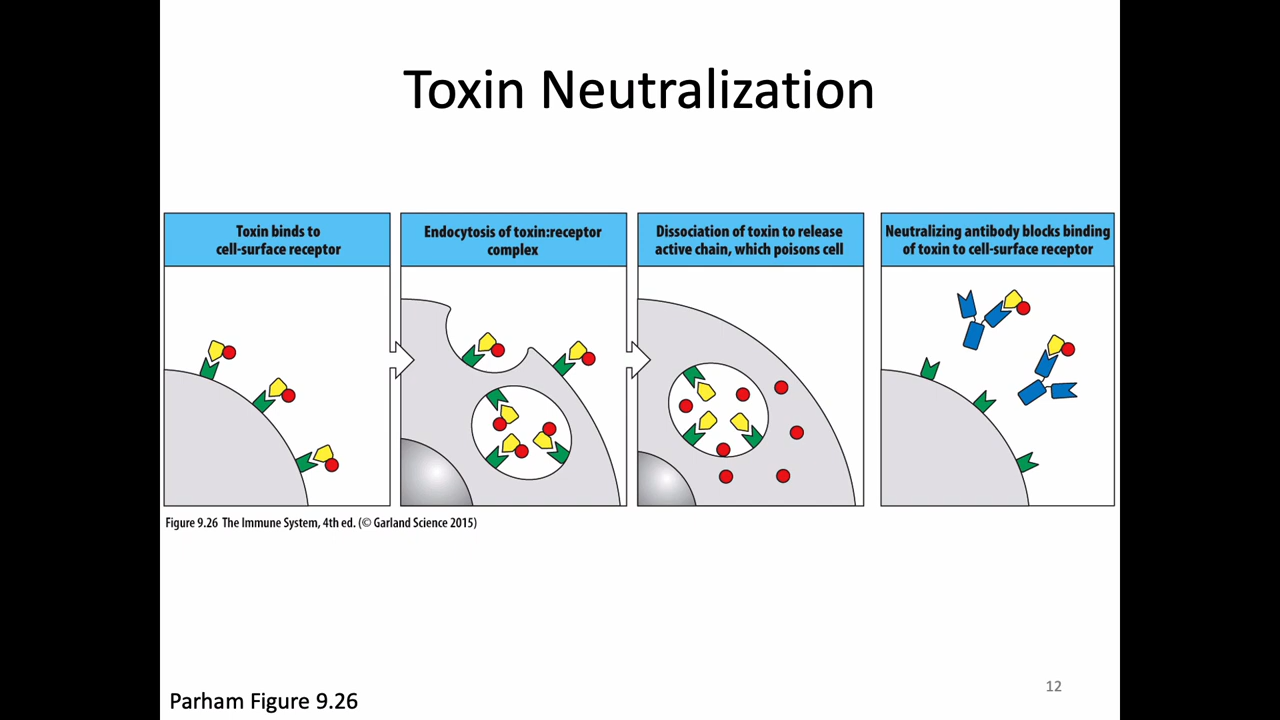 Toxin Neutralization
Toxin binds to
cell-surface receptor
Endocytosis of toxin:receptor
complex
Dissociation of toxin to release
active chain, which poisons cell
Neutralizing antibody blocks binding
of toxin to cell-surface receptor
Figure 9.26 The Immune System, 4th ed. (© Garland Science 2015)
12
Parham Figure 9.26